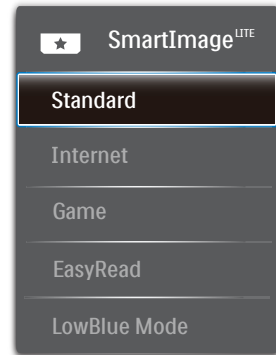 SmartImage LITE
Standard
Internet
Game
EasyRead
LowBlue Mode